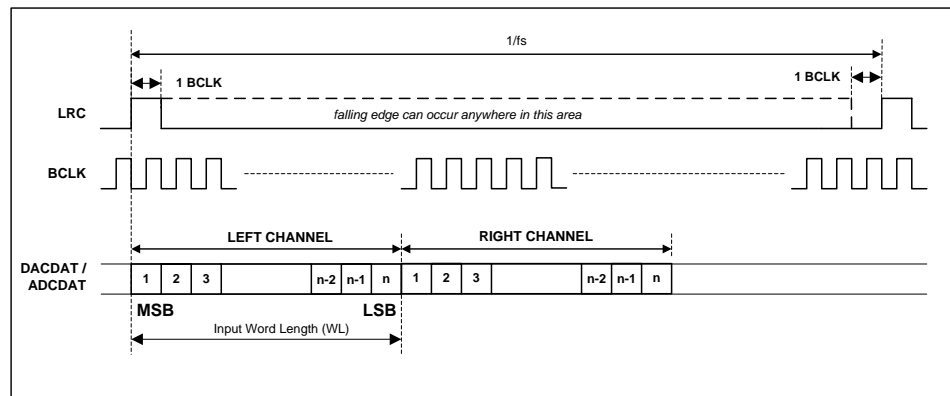 1/fs
1 BCLK
1 BCLK
LRC
falling edge can occur anywhere in this area
BCLK
LEFT CHANNEL
RIGHT CHANNEL
DACDAT /
ADCDAT
1 2 3 n-2 n-1 n 1 2 3 n-2 n-1 n
MSB LSB
Input Word Length (WL)